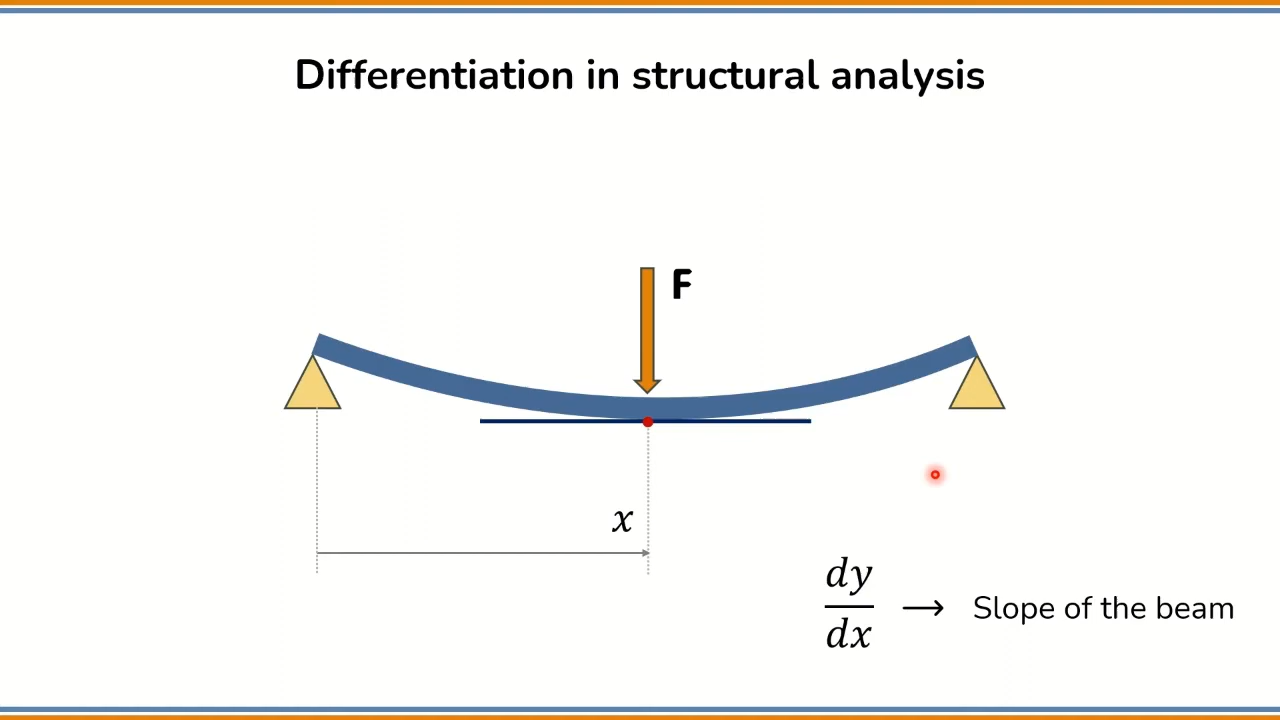 Differentiation in structural analysis
F
x
dy
dx
→ Slope of the beam